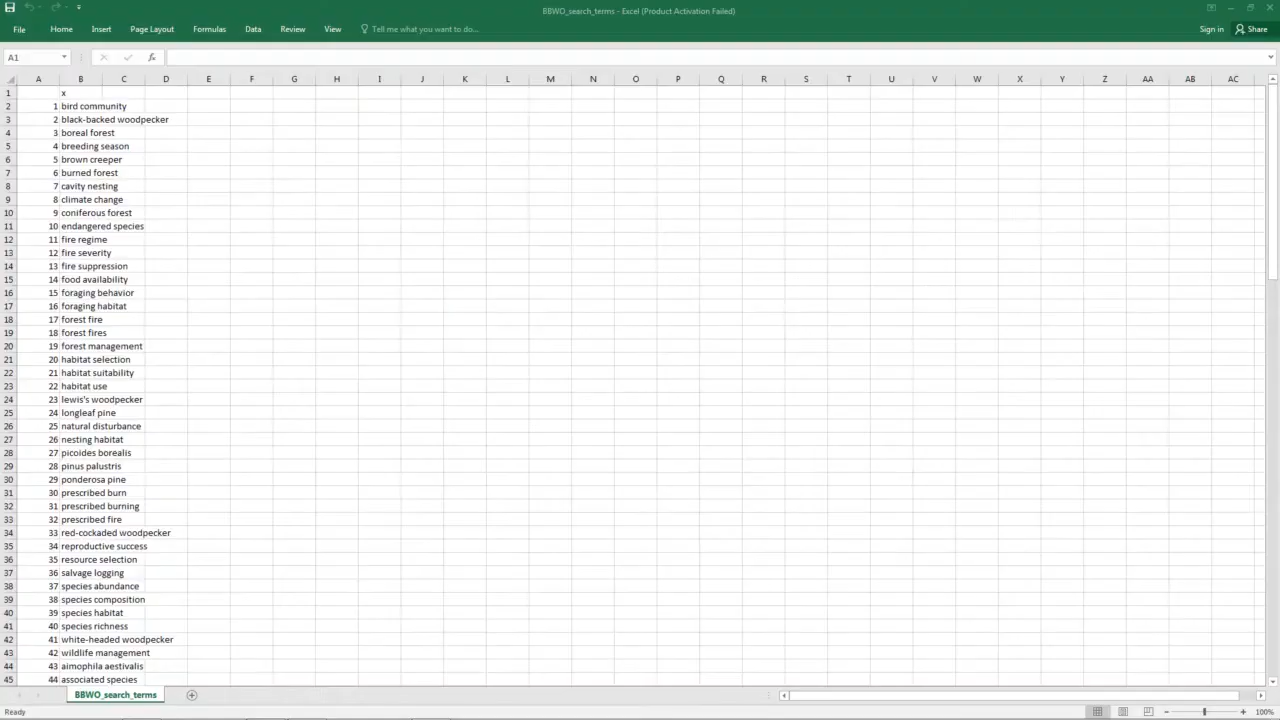 BBWO_search_terms - Excel (Product Activation Failed)
File Home Insert Page Layout Formulas Data Review View Tell me what you want to do... Sign in Share
A1 fx
A B C D E F G H I J K L M N O P Q R S T U V W X Y Z AA AB AC
1 x
2 1 bird community
3 2 black-backed woodpecker
4 3 boreal forest
5 4 breeding season
6 5 brown creeper
7 6 burned forest
8 7 cavity nesting
9 8 climate change
10 9 coniferous forest
11 10 endangered species
12 11 fire regime
13 12 fire severity
14 13 fire suppression
15 14 food availability
16 15 foraging behavior
17 16 foraging habitat
18 17 forest fire
19 18 forest fires
20 19 forest management
21 20 habitat selection
22 21 habitat suitability
23 22 habitat use
24 23 lewis's woodpecker
25 24 longleaf pine
26 25 natural disturbance
27 26 nesting habitat
28 27 picoides borealis
29 28 pinus palustris
30 29 ponderosa pine
31 30 prescribed burn
32 31 prescribed burning
33 32 prescribed fire
34 33 red-cockaded woodpecker
35 34 reproductive success
36 35 resource selection
37 36 salvage logging
38 37 species abundance
39 38 species composition
40 39 species habitat
41 40 species richness
42 41 white-headed woodpecker
43 42 wildlife management
44 43 aimophila aestivalis
45 44 associated species
BBWO_search_terms
Ready 100%